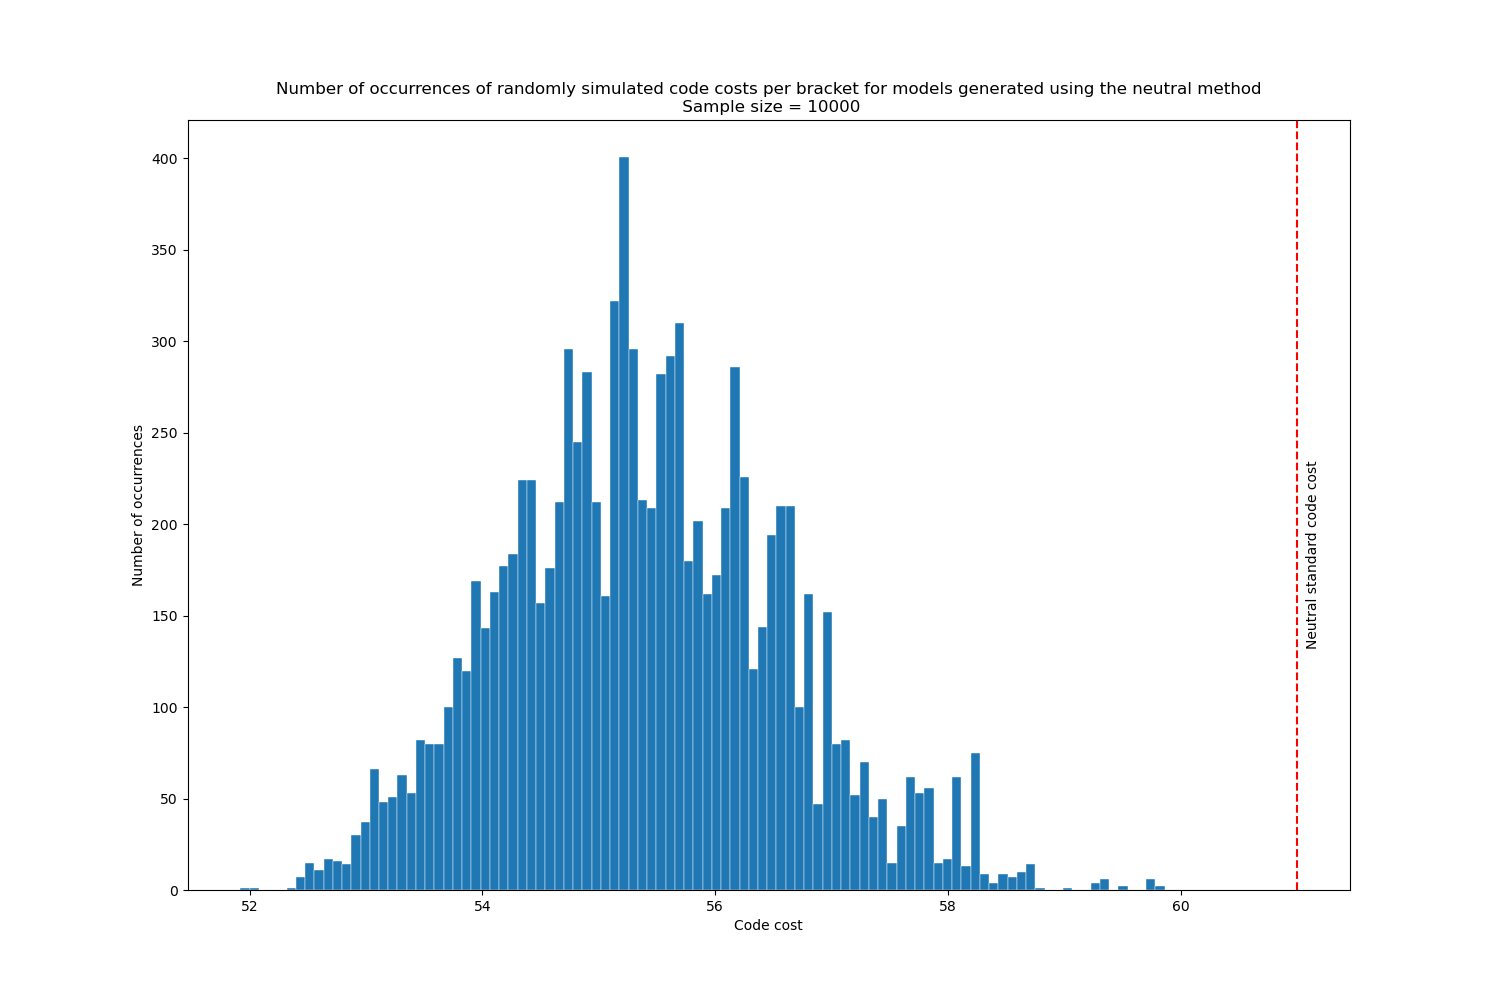 Number of occurrences of randomly simulated code costs per bracket for models generated using the neutral method
Sample size = 10000
400
350
300
250
200
150
100
50
0
Number of occurrences
Neutral standard code cost
52
54
56
58
60
Code cost